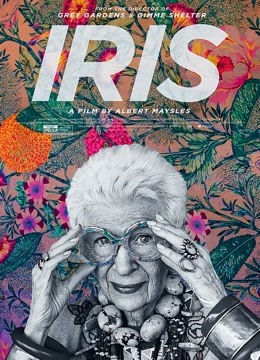 FROM THE DIRECTOR OF
GREY GARDENS & GIMME SHELTER
IRIS
A FILM BY ALBERT MAYSLES